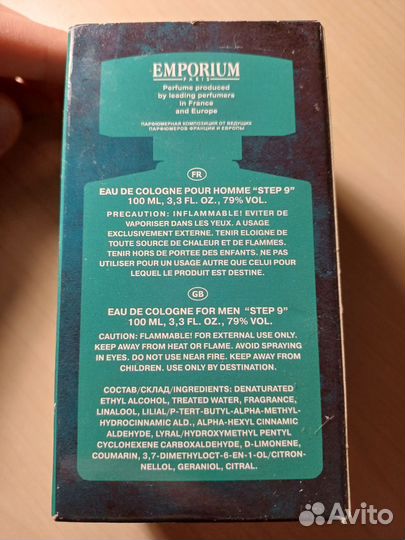 EMPORIUM
PARIS
Perfume produced
by leading perfumers
in France
and Europe
ПАРФЮМЕРНАЯ КОМПОЗИЦИЯ ОТ ВЕДУЩИХ
ПАРФЮМЕРОВ ФРАНЦИИ И ЕВРОПЫ
FR
EAU DE COLOGNE POUR HOMME “STEP 9”
100 ML, 3,3 FL. OZ., 79% VOL.
PRECAUTION: INFLAMMABLE! EVITER DE
VAPORISER DANS LES YEUX. A USAGE
EXCLUSIVEMENT EXTERNE. TENIR ELOIGNE DE
TOUTE SOURCE DE CHALEUR ET DE FLAMMES.
TENIR HORS DE PORTEE DES ENFANTS. NE PAS
UTILISER POUR UN USAGE AUTRE QUE CELUI POUR
LEQUEL LE PRODUIT EST DESTINE.
GB
EAU DE COLOGNE FOR MEN “STEP 9”
100 ML, 3,3 FL. OZ., 79% VOL.
CAUTION: FLAMMABLE! FOR EXTERNAL USE ONLY.
KEEP AWAY FROM HEAT OR FLAME. AVOID SPRAYING
IN EYES. DO NOT USE NEAR FIRE. KEEP AWAY FROM
CHILDREN. USE ONLY BY DESTINATION.
СОСТАВ/СКЛАД/INGREDIENTS: DENATURATED
ETHYL ALCOHOL, TREATED WATER, FRAGRANCE,
LINALOOL, LILIAL/P-TERT-BUTYL-ALPHA-METHYL-
HYDROCINNAMIC ALD., ALPHA-HEXYL CINNAMIC
ALDEHYDE, LYRAL/HYDROXYMETHYL PENTYL
CYCLOHEXENE CARBOXALDEHYDE, D-LIMONENE,
COUMARIN, 3,7-DIMETHYLOCT-6-EN-1-OL/CITRON-
NELLOL, GERANIOL, CITRAL.
Avito